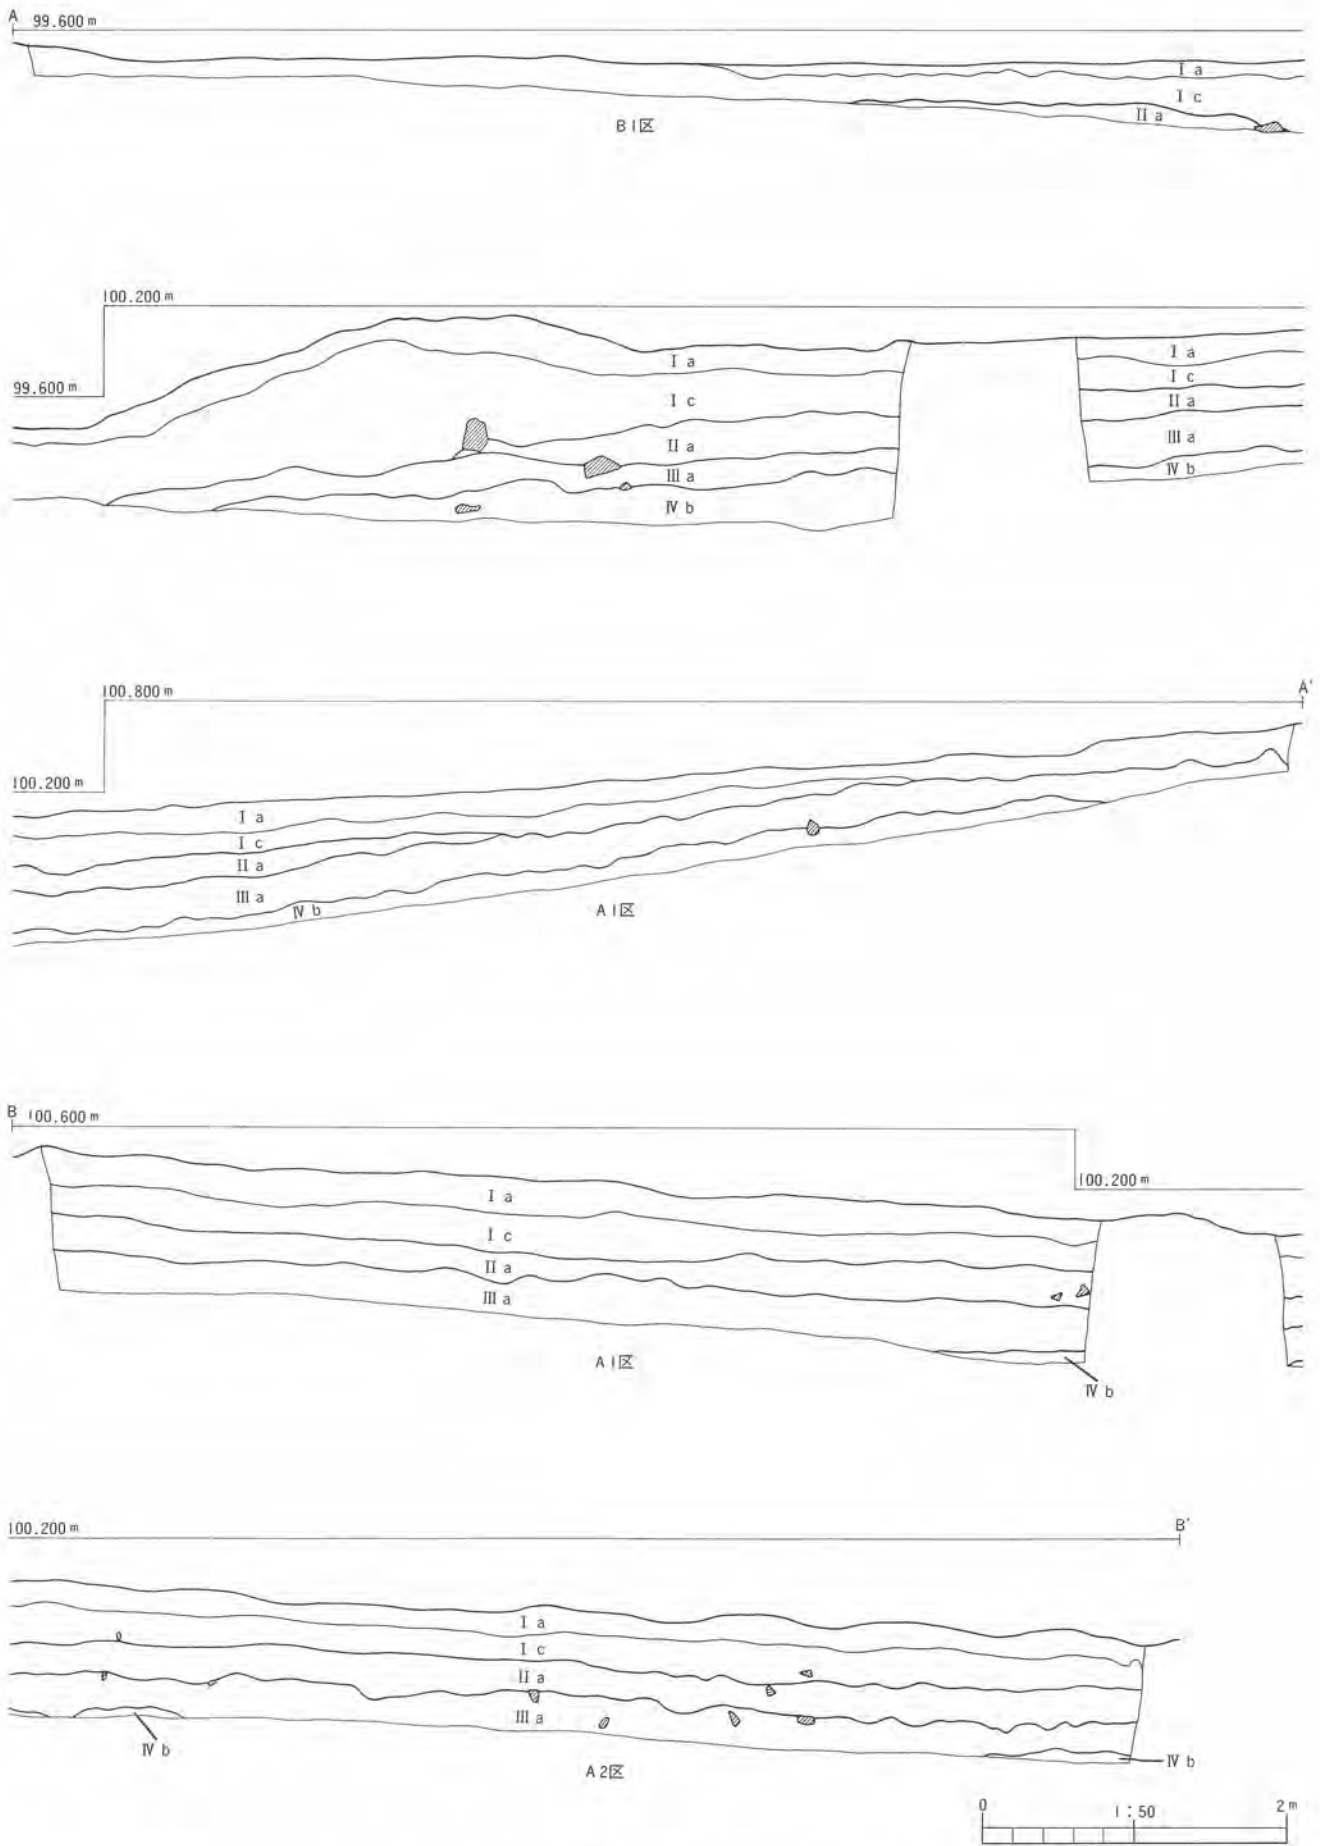 A
99.600m
Ⅰa
Ⅰc
Ⅱa
B1区
100.200m
99.600m
Ⅰa
Ⅰc
Ⅱa
Ⅲa
Ⅳb
Ⅰa
Ⅰc
Ⅱa
Ⅲa
Ⅳb
100.800m
A'
100.200m
Ⅰa
Ⅰc
Ⅱa
Ⅲa
Ⅳb
A1区
B
100.600m
100.200m
Ⅰa
Ⅰc
Ⅱa
Ⅲa
A1区
Ⅳb
100.200m
B'
Ⅰa
Ⅰc
Ⅱa
Ⅲa
Ⅳb
Ⅳb
A2区
0 1:50 2m